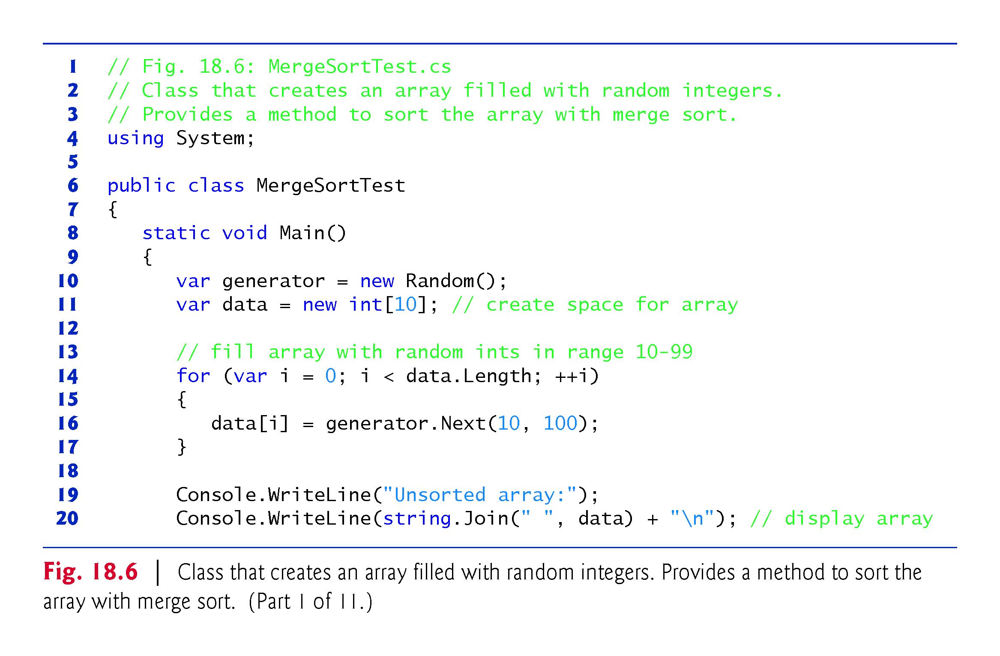 1 // Fig. 18.6: MergeSortTest.cs
2 // Class that creates an array filled with random integers.
3 // Provides a method to sort the array with merge sort.
4 using System;
5
6 public class MergeSortTest
7 {
8    static void Main()
9    {
10       var generator = new Random();
11       var data = new int[10]; // create space for array
12
13       // fill array with random ints in range 10-99
14       for (var i = 0; i < data.Length; ++i)
15       {
16          data[i] = generator.Next(10, 100);
17       }
18
19       Console.WriteLine("Unsorted array:");
20       Console.WriteLine(string.Join(" ", data) + "\n"); // display array
Fig. 18.6 | Class that creates an array filled with random integers. Provides a method to sort the
array with merge sort. (Part 1 of 11.)